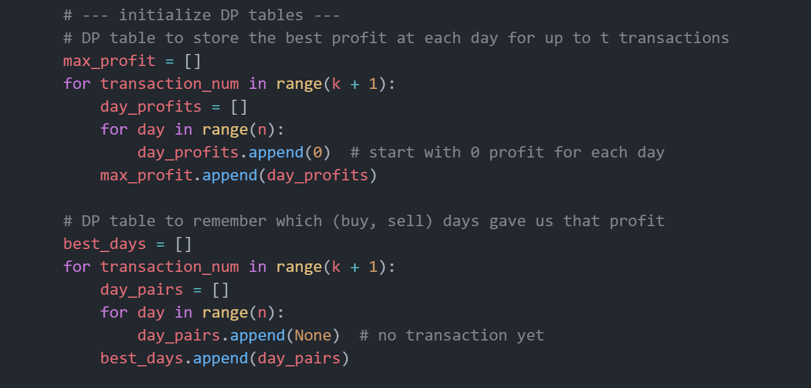 # --- initialize DP tables ---
# DP table to store the best profit at each day for up to t transactions
max_profit = []
for transaction_num in range(k + 1):
    day_profits = []
    for day in range(n):
        day_profits.append(0)  # start with 0 profit for each day
    max_profit.append(day_profits)

# DP table to remember which (buy, sell) days gave us that profit
best_days = []
for transaction_num in range(k + 1):
    day_pairs = []
    for day in range(n):
        day_pairs.append(None)  # no transaction yet
    best_days.append(day_pairs)